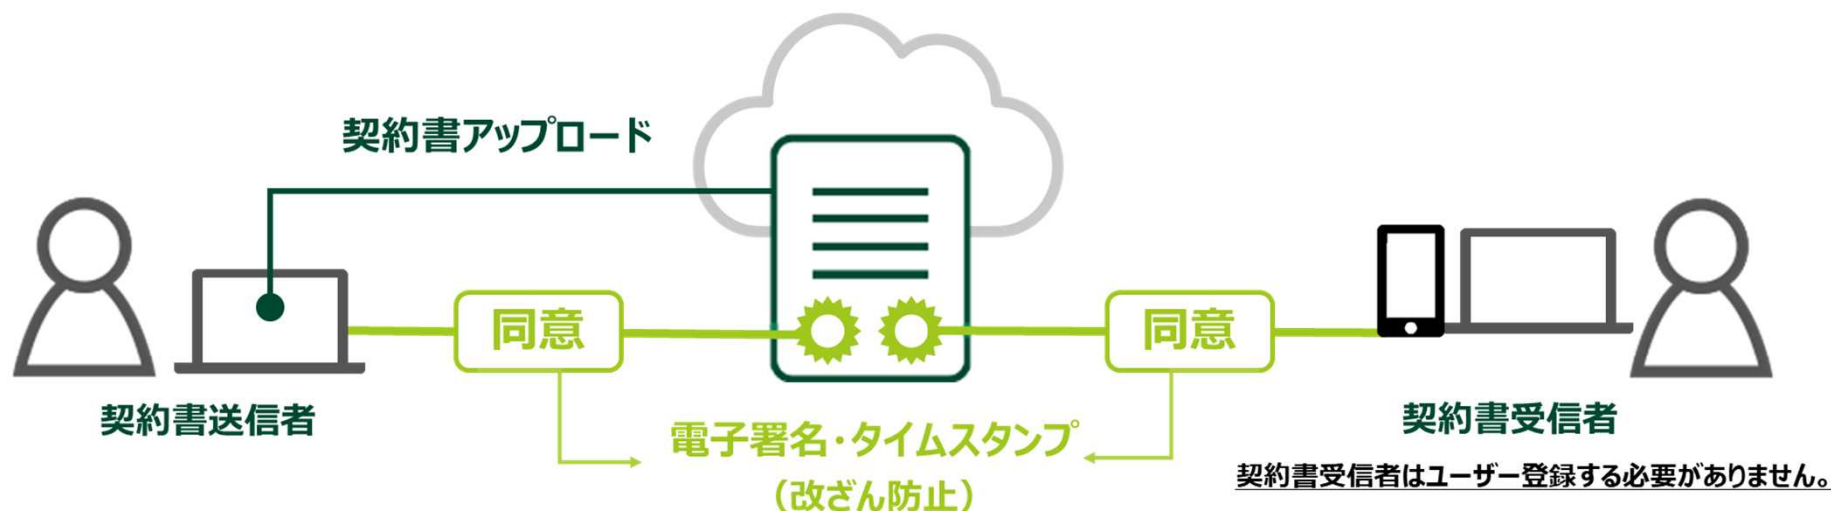 契約書アップロード
同意
同意
契約書送信者
電子署名・タイムスタンプ
（改ざん防止）
契約書受信者
契約書受信者はユーザー登録する必要がありません。